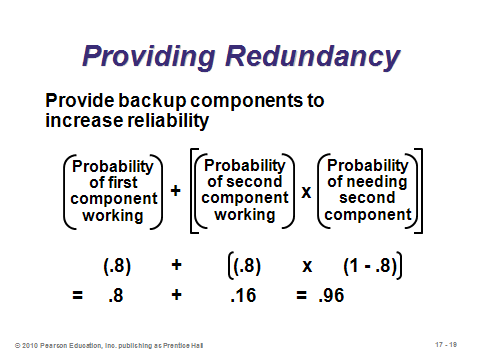 Providing Redundancy
Provide backup components to
increase reliability
Probability
of first
component
working
+
Probability
of second
component
working
x
Probability
of needing
second
component
(.8) + (.8) x (1 - .8)
= .8 + .16 = .96
© 2010 Pearson Education, Inc. publishing as Prentice Hall
17 - 19